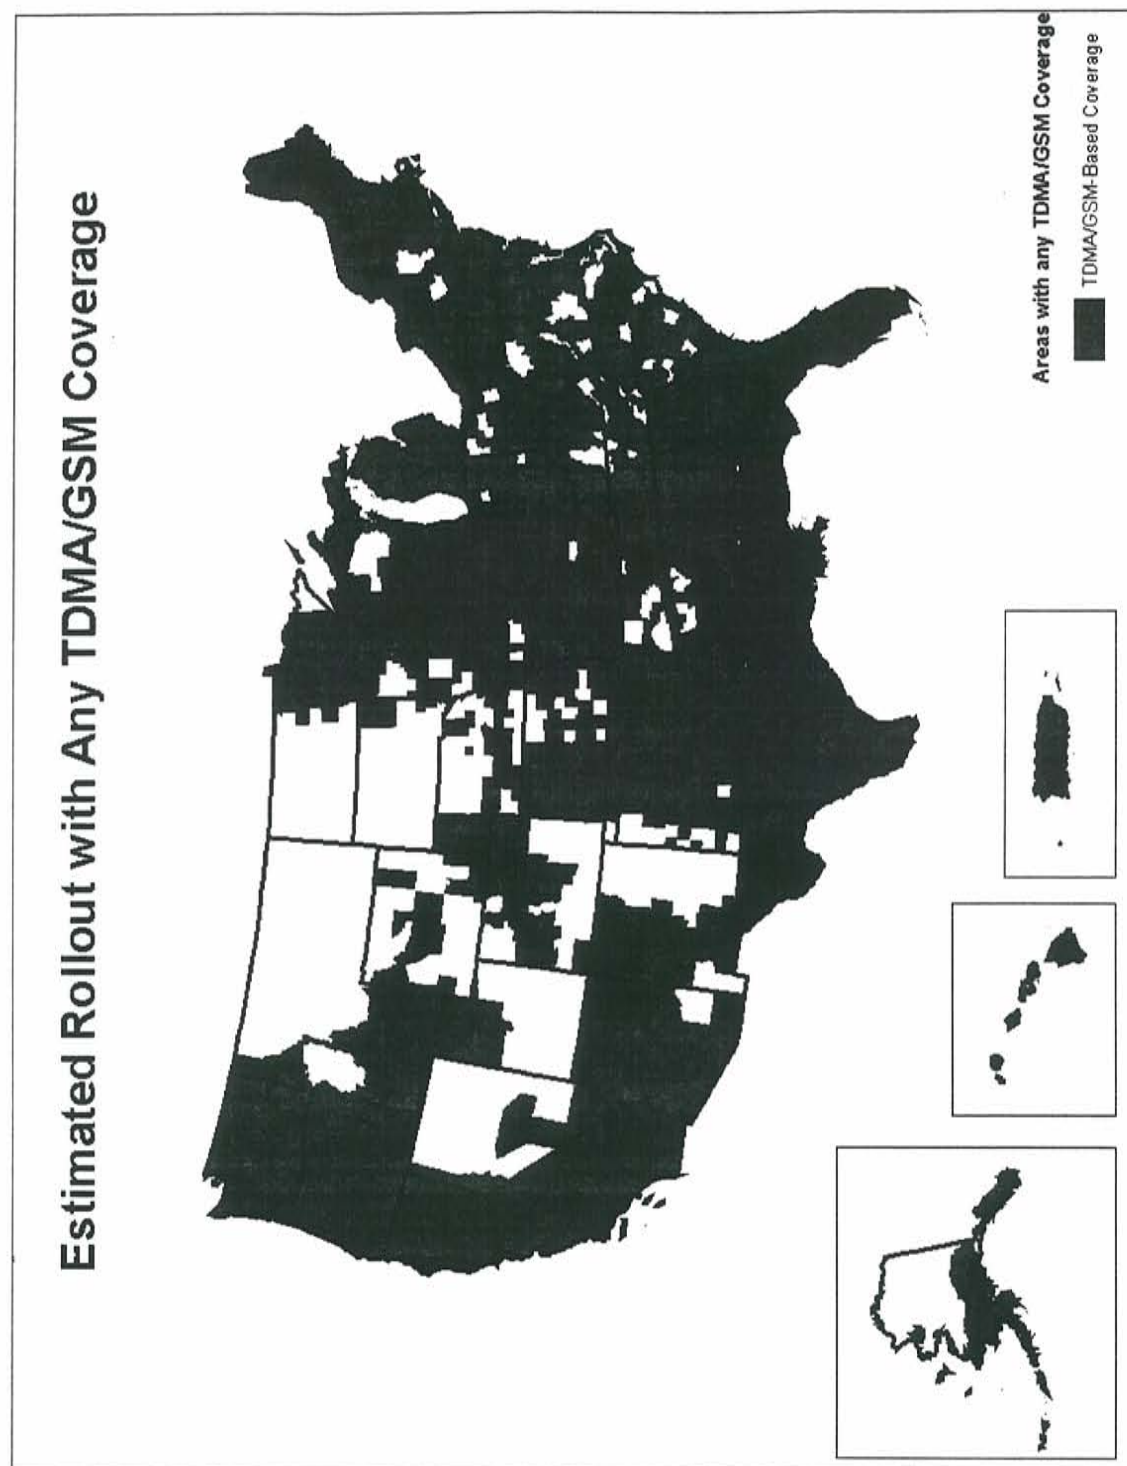 Estimated Rollout with Any TDMA/GSM Coverage
Areas with any TDMA/GSM Coverage
TDMA/GSM-Based Coverage